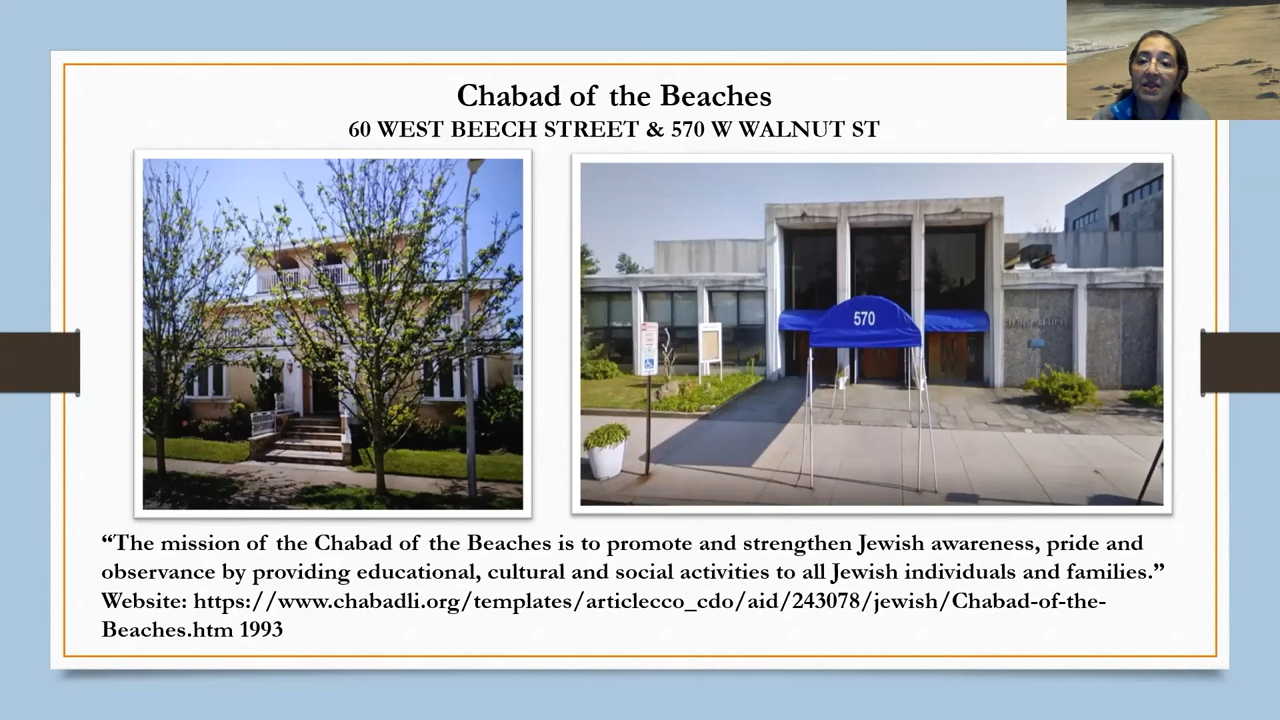 Chabad of the Beaches
60 WEST BEECH STREET & 570 W WALNUT ST
570
“The mission of the Chabad of the Beaches is to promote and strengthen Jewish awareness, pride and
observance by providing educational, cultural and social activities to all Jewish individuals and families.”
Website: https://www.chabadli.org/templates/articlecco_cdo/aid/243078/jewish/Chabad-of-the-
Beaches.htm 1993